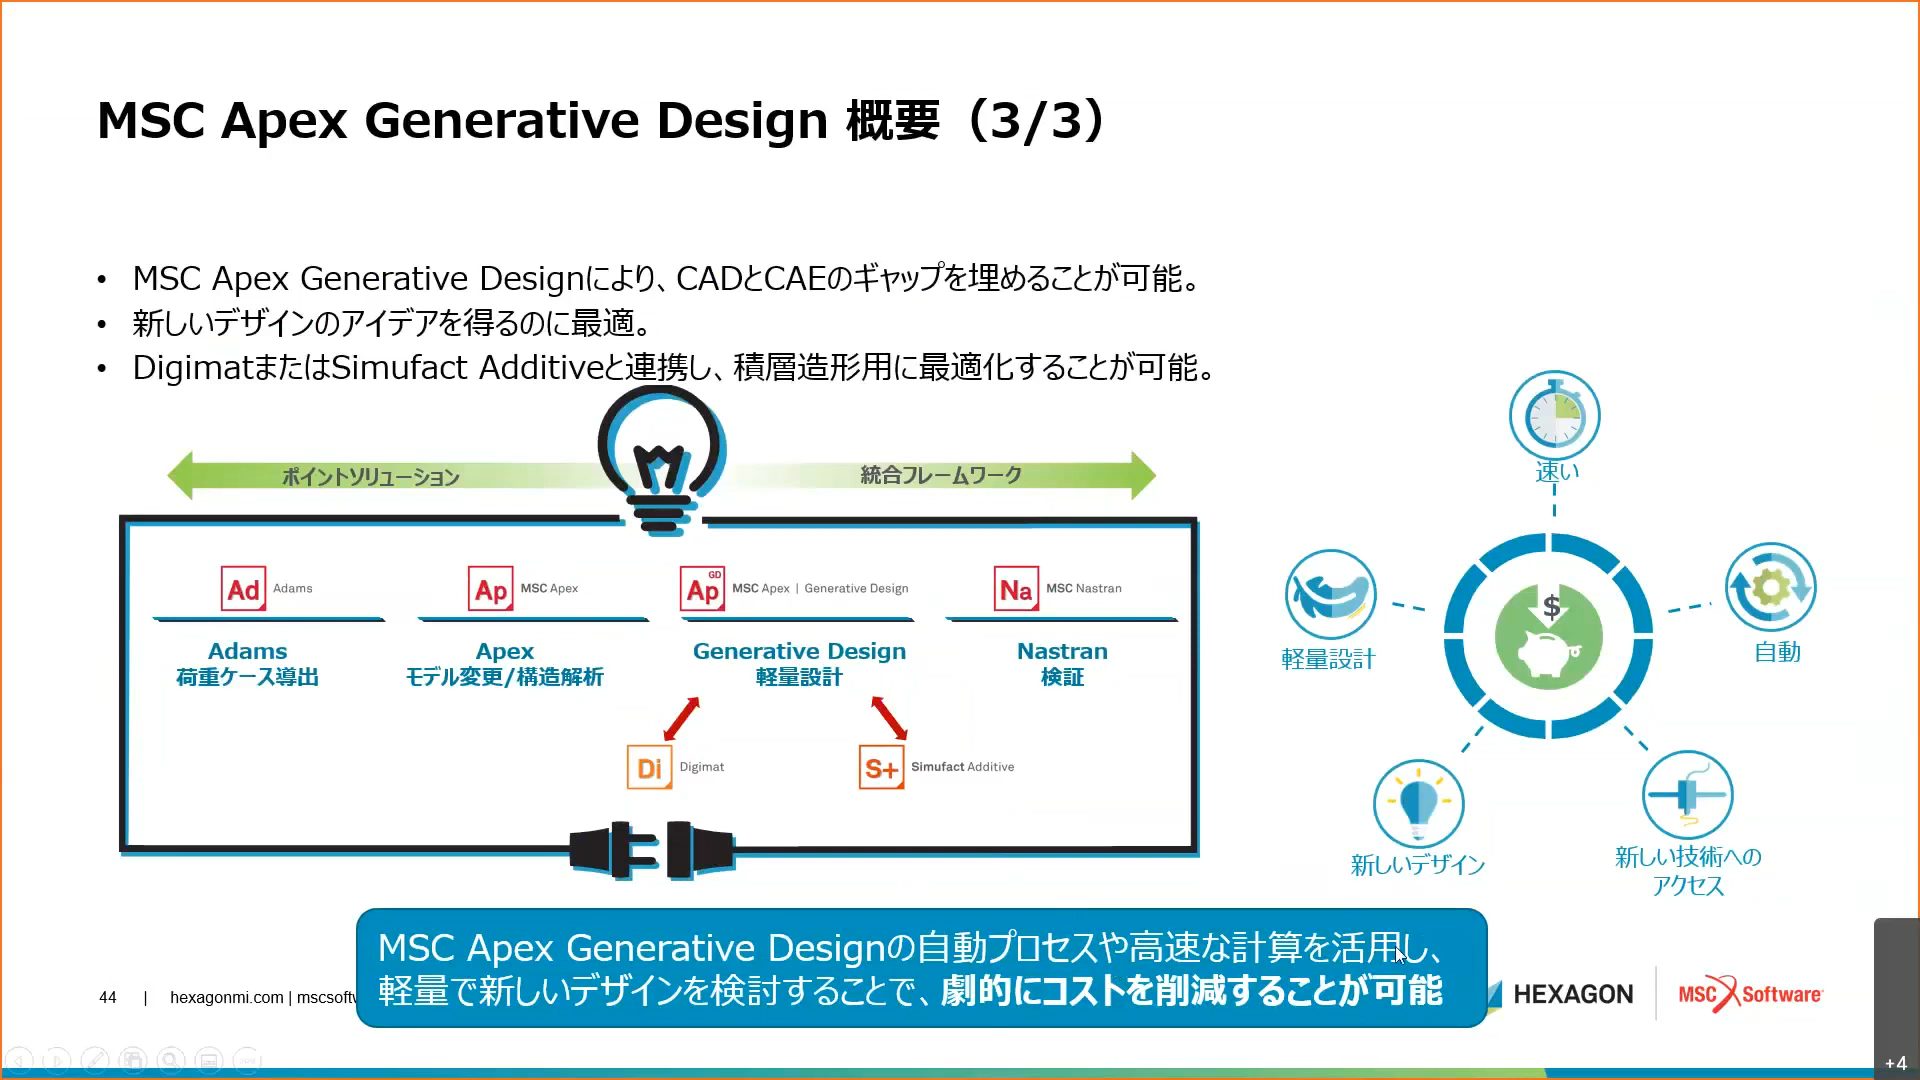 MSC Apex Generative Design 概要（3/3）
• MSC Apex Generative Designにより、CADとCAEのギャップを埋めることが可能。
• 新しいデザインのアイデアを得るのに最適。
• DigimatまたはSimufact Additiveと連携し、積層造形用に最適化することが可能。
ポイントソリューション
統合フレームワーク
Ad Adams
Ap MSC Apex
Ap GD MSC Apex | Generative Design
Na MSC Nastran
Adams
荷重ケース導出
Apex
モデル変更/構造解析
Generative Design
軽量設計
Nastran
検証
Di Digimat
S+ Simufact Additive
速い
自動
新しい技術への
アクセス
新しいデザイン
軽量設計
$
MSC Apex Generative Designの自動プロセスや高速な計算を活用し、
軽量で新しいデザインを検討することで、劇的にコストを削減することが可能
44 | hexagonmi.com | mscsoftw
HEXAGON
MSC Software
+4